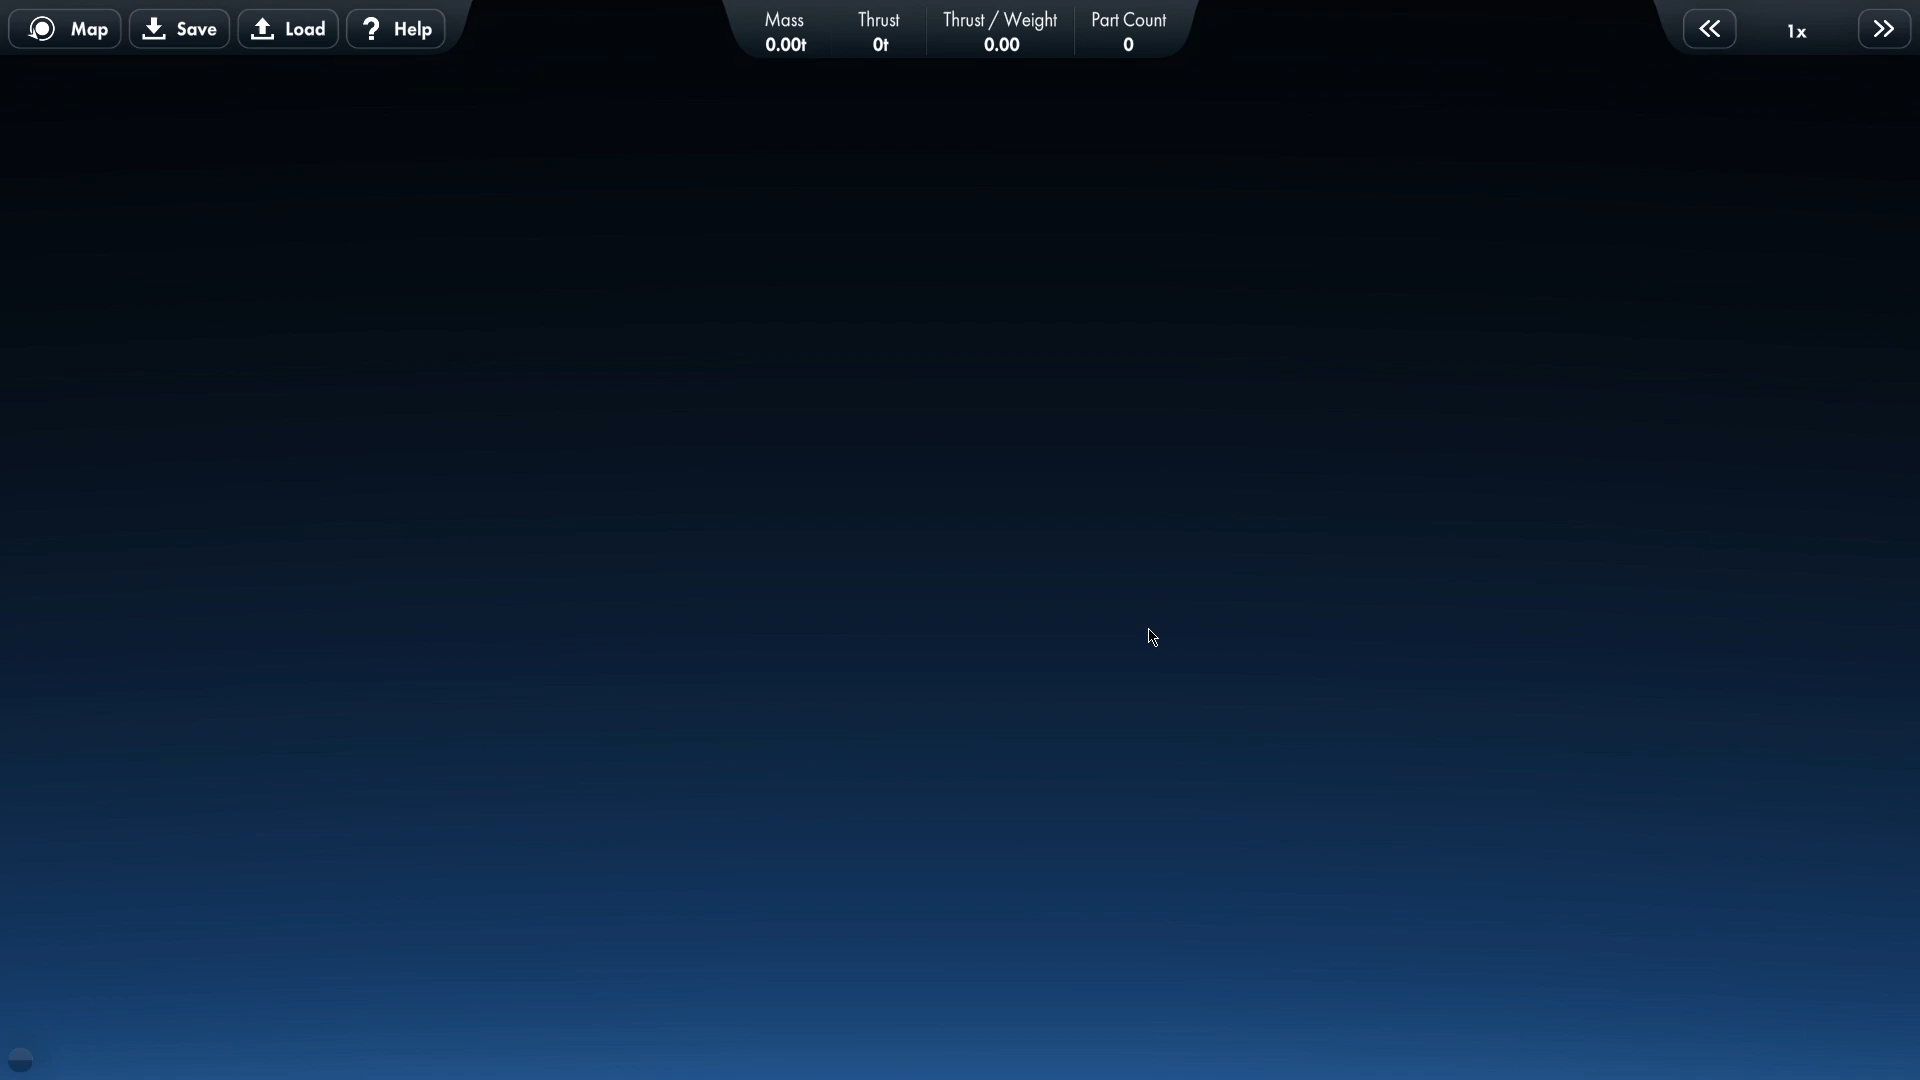 Map
Save
Load
Help
Mass
0.00t
Thrust
0t
Thrust / Weight
0.00
Part Count
0
1x